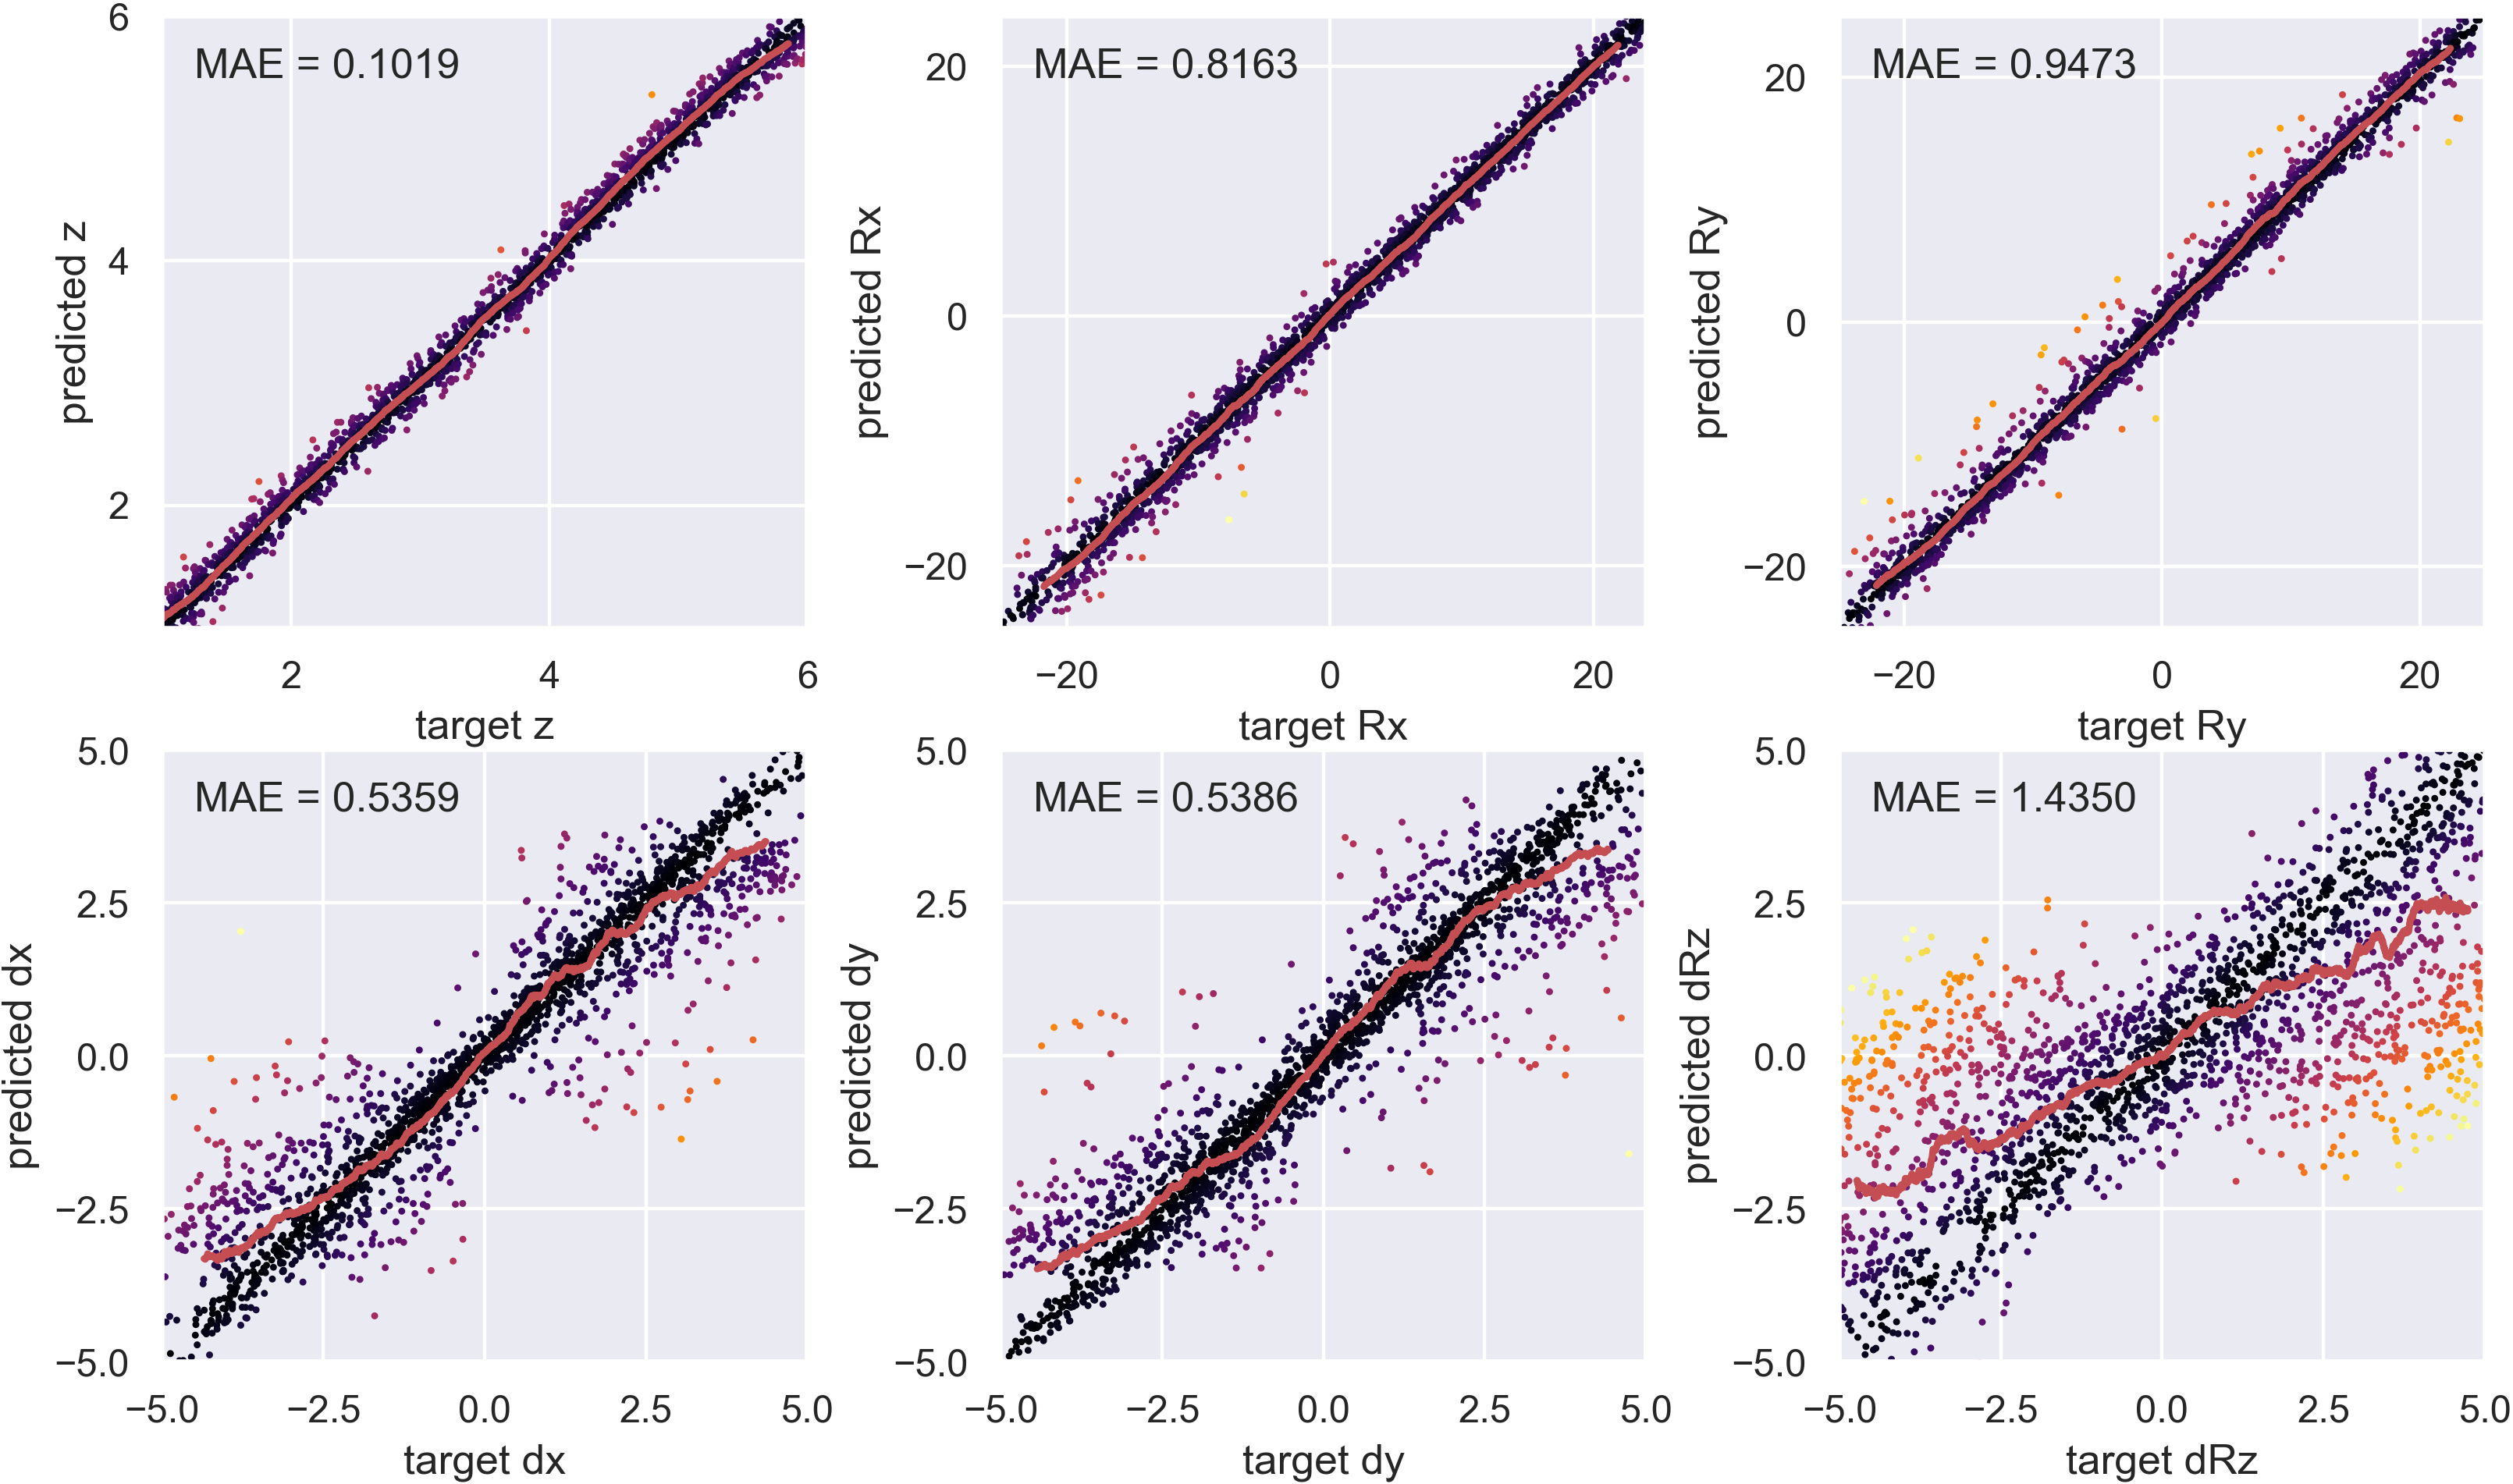 MAE = 0.1019
6
4
2
predicted z
2
4
6
target z
MAE = 0.8163
20
0
−20
predicted Rx
−20
0
20
target Rx
MAE = 0.9473
20
0
−20
predicted Ry
−20
0
20
target Ry
MAE = 0.5359
5.0
2.5
0.0
−2.5
−5.0
predicted dx
−5.0
−2.5
0.0
2.5
5.0
target dx
MAE = 0.5386
5.0
2.5
0.0
−2.5
−5.0
predicted dy
−5.0
−2.5
0.0
2.5
5.0
target dy
MAE = 1.4350
5.0
2.5
0.0
−2.5
−5.0
predicted dRz
−5.0
−2.5
0.0
2.5
5.0
target dRz